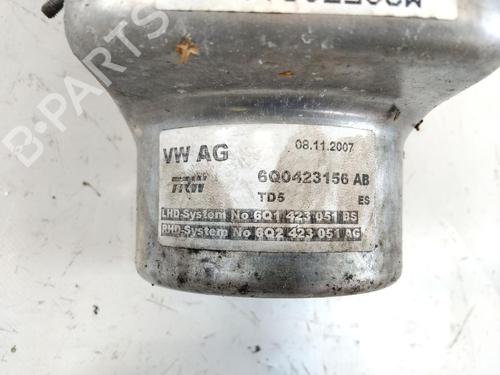 VW AG
08.11.2007
TRW
6Q0423156 AB
TD5
ES
LHD-System No 6Q1 423 051 BS
RHD-System No 6Q2 423 051 AG
B-PARTS